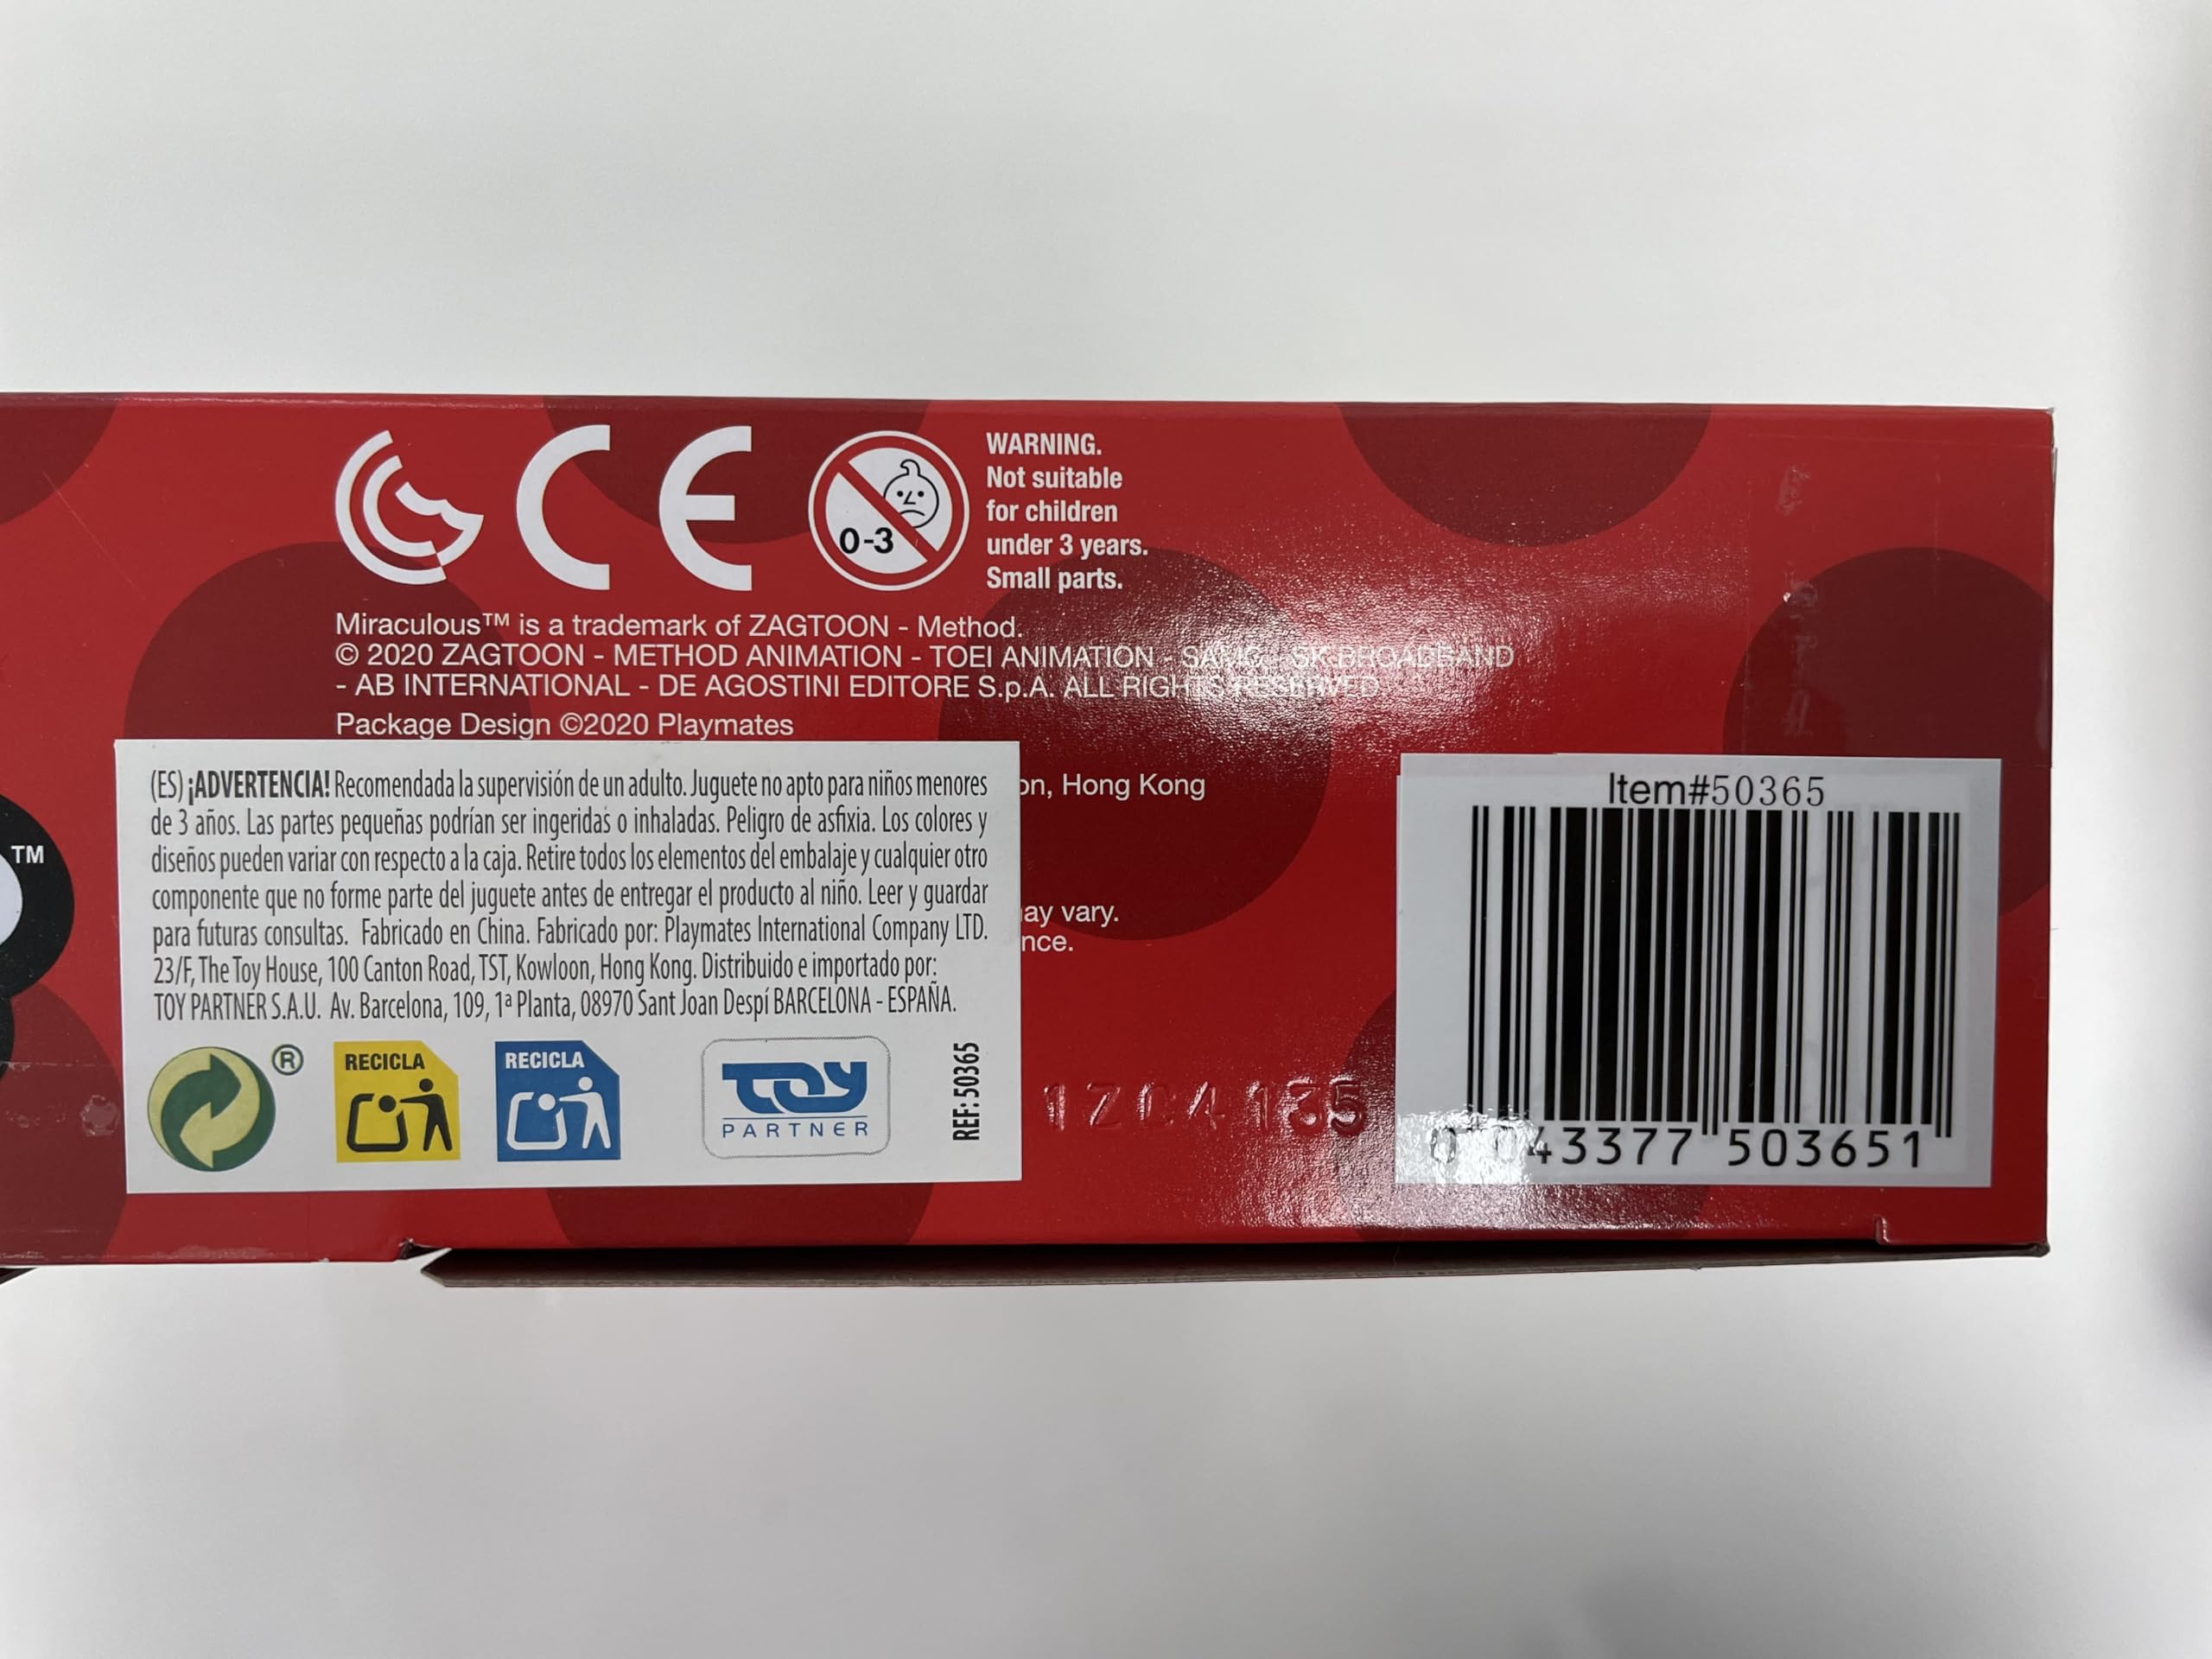 0-3
WARNING.
Not suitable
for children
under 3 years.
Small parts.
Miraculous™ is a trademark of ZAGTOON - Method.
© 2020 ZAGTOON - METHOD ANIMATION - TOEI ANIMATION - SAMG - SK BROADBAND
- AB INTERNATIONAL - DE AGOSTINI EDITORE S.p.A. ALL RIGHTS RESERVED
Package Design ©2020 Playmates
on, Hong Kong
ay vary.
nce.
TM
(ES) ¡ADVERTENCIA! Recomendada la supervisión de un adulto. Juguete no apto para niños menores
de 3 años. Las partes pequeñas podrían ser ingeridas o inhaladas. Peligro de asfixia. Los colores y
diseños pueden variar con respecto a la caja. Retire todos los elementos del embalaje y cualquier otro
componente que no forme parte del juguete antes de entregar el producto al niño. Leer y guardar
para futuras consultas. Fabricado en China. Fabricado por: Playmates International Company LTD.
23/F, The Toy House, 100 Canton Road, TST, Kowloon, Hong Kong. Distribuido e importado por:
TOY PARTNER S.A.U. Av. Barcelona, 109, 1ª Planta, 08970 Sant Joan Despí BARCELONA - ESPAÑA.
®
RECICLA
RECICLA
TOY
PARTNER
REF: 50365
Item#50365
0 043377 503651